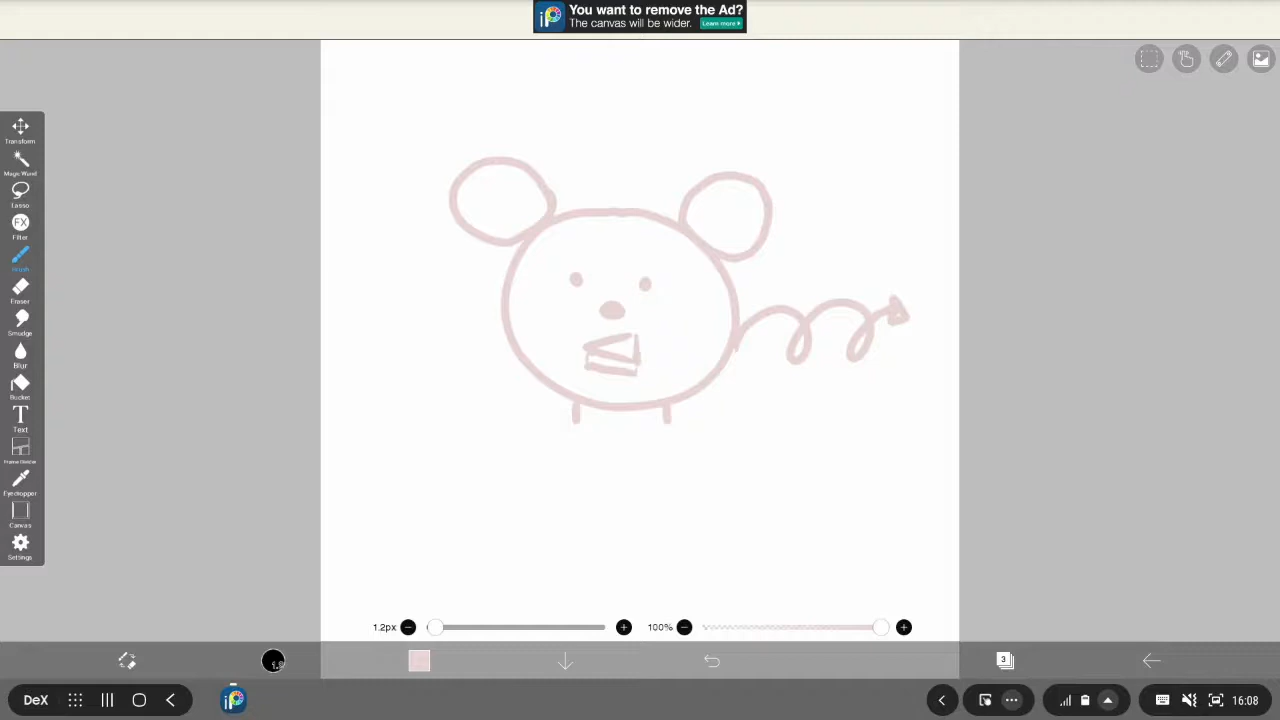 You want to remove the Ad?
The canvas will be wider.
Learn more
Transform
Magic Wand
Lasso
FX
Filter
Brush
Eraser
Smudge
Blur
Bucket
T
Text
Frame Divider
Eyedropper
Canvas
Settings
1.2px
100%
3
DeX
16:08